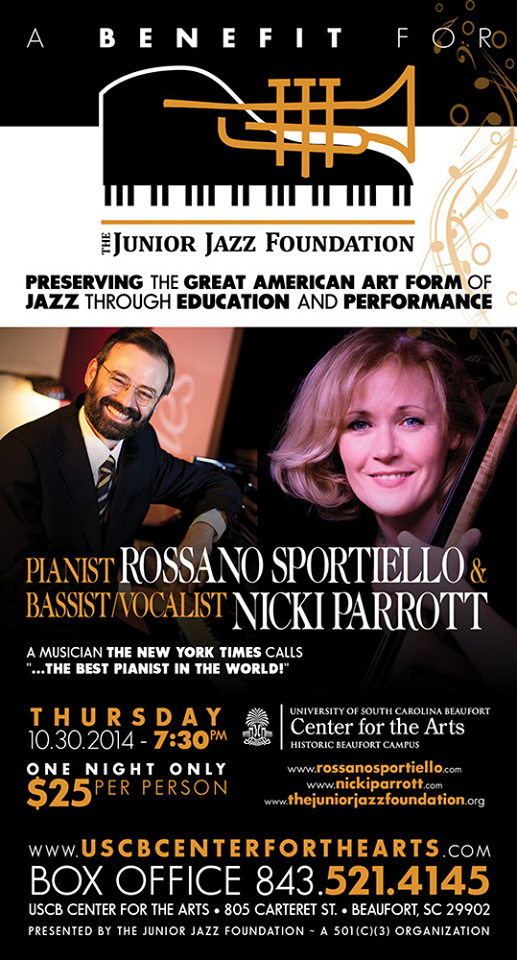 A BENEFIT FOR
THE JUNIOR JAZZ FOUNDATION
PRESERVING THE GREAT AMERICAN ART FORM OF
JAZZ THROUGH EDUCATION AND PERFORMANCE
PIANIST ROSSANO SPORTIELLO &
BASSIST/VOCALIST NICKI PARROTT
A MUSICIAN THE NEW YORK TIMES CALLS
"...THE BEST PIANIST IN THE WORLD!"
THURSDAY
10.30.2014 - 7:30PM
ONE NIGHT ONLY
$25 PER PERSON
UNIVERSITY OF SOUTH CAROLINA BEAUFORT
Center for the Arts
HISTORIC BEAUFORT CAMPUS
www.rossanosportiello.com
www.nickiparrott.com
www.thejuniorjazzfoundation.org
WWW.USCBCENTERFORTHEARTS.COM
BOX OFFICE 843.521.4145
USCB CENTER FOR THE ARTS • 805 CARTERET ST. • BEAUFORT, SC 29902
PRESENTED BY THE JUNIOR JAZZ FOUNDATION ~ A 501(C)(3) ORGANIZATION